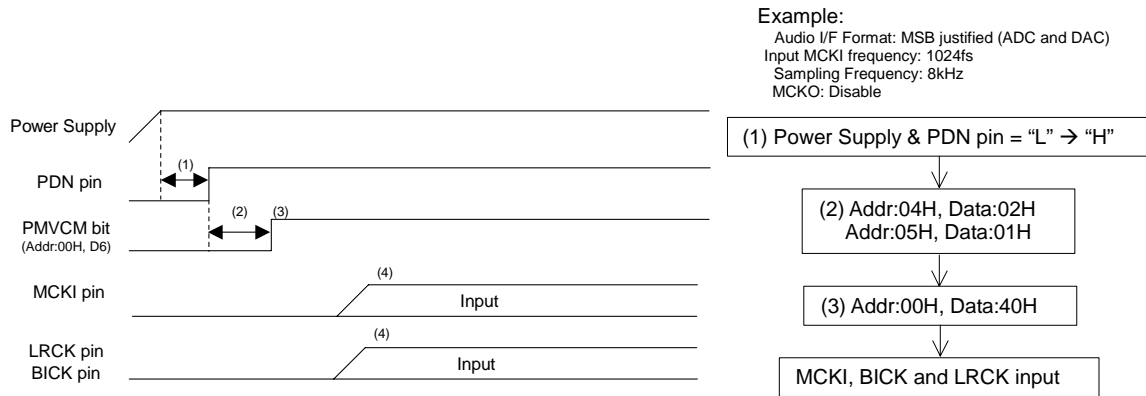 Example:
Audio I/F Format: MSB justified (ADC and DAC)
Input MCKI frequency: 1024fs
Sampling Frequency: 8kHz
MCKO: Disable
Power Supply
(1)
PDN pin
(2)
(3)
PMVCM bit
(Addr:00H, D6)
(4)
MCKI pin
Input
(4)
LRCK pin
BICK pin
Input
(1) Power Supply & PDN pin = “L” → “H”
(2) Addr:04H, Data:02H
Addr:05H, Data:01H
(3) Addr:00H, Data:40H
MCKI, BICK and LRCK input